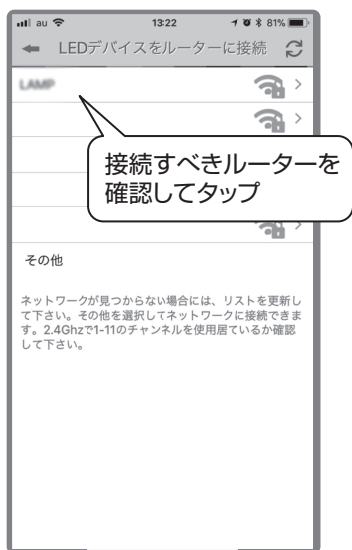 au 13:22 81%
LEDデバイスをルーターに接続
LAMP
接続すべきルーターを
確認してタップ
その他
ネットワークが見つからない場合には、リストを更新し
て下さい。その他を選択してネットワークに接続できま
す。2.4Ghzで1-11のチャンネルを使用居ているか確認
して下さい。